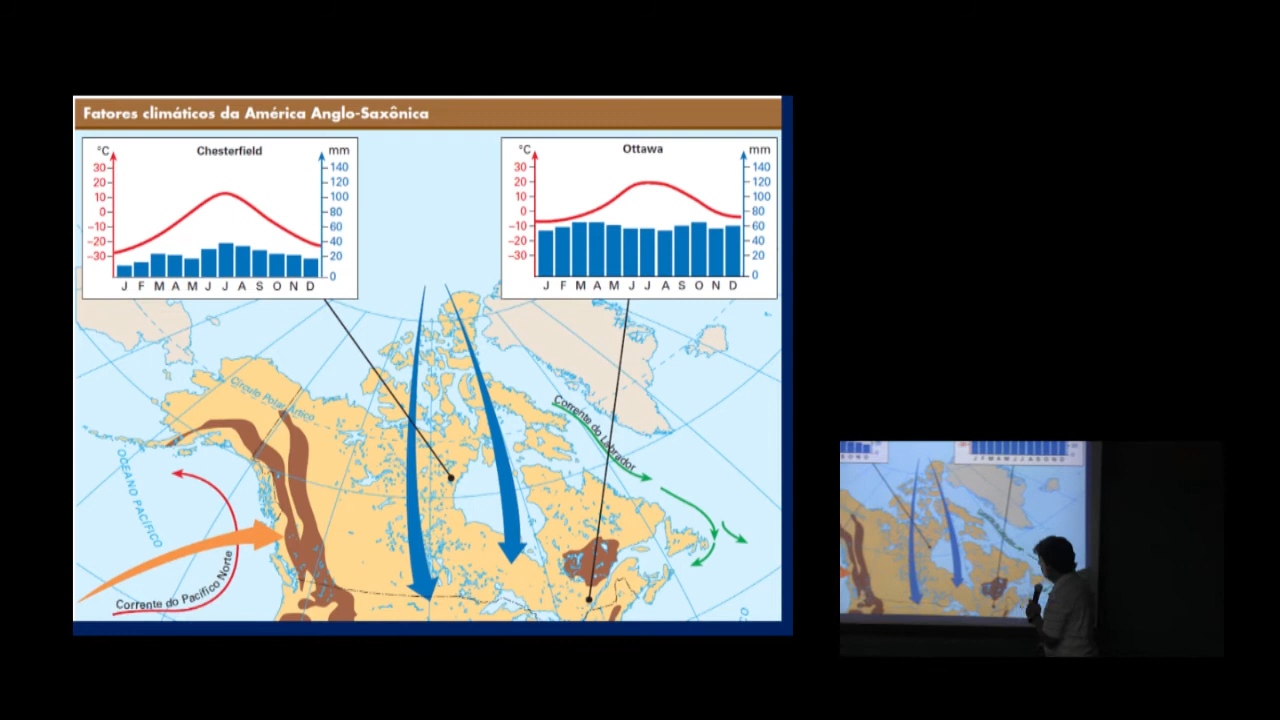 Fatores climáticos da América Anglo-Saxônica
°C Chesterfield mm
30 140
20 120
10 100
0 80
–10 60
–20 40
–30 20
0
J F M A M J J A S O N D
°C Ottawa mm
30 140
20 120
10 100
0 80
–10 60
–20 40
–30 20
0
J F M A M J J A S O N D
Círculo Polar Ártico
Corrente do Labrador
OCEANO PACÍFICO
Corrente do Pacífico Norte
O